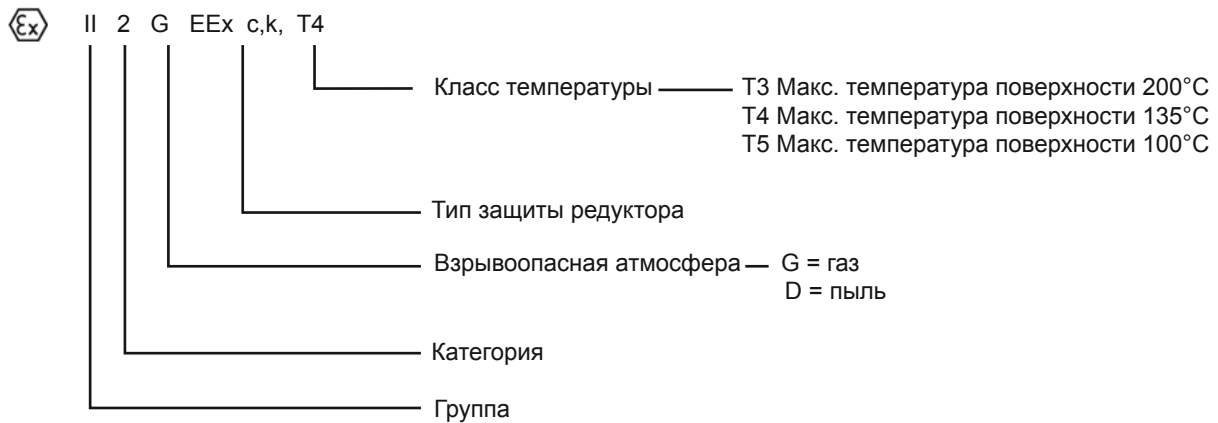 Ex II 2 G EEx c,k, T4
Класс температуры T3 Макс. температура поверхности 200°C
T4 Макс. температура поверхности 135°C
T5 Макс. температура поверхности 100°C
Тип защиты редуктора
Взрывоопасная атмосфера G = газ
D = пыль
Категория
Группа